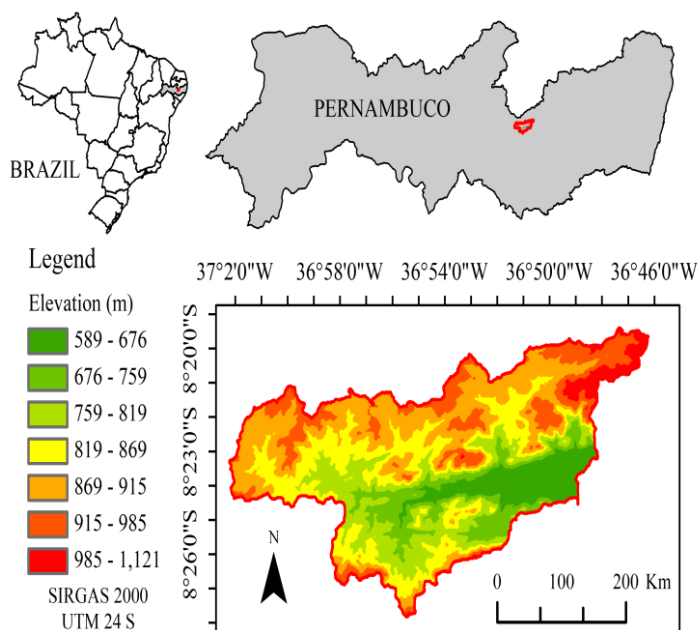 BRAZIL
PERNAMBUCO
Legend
Elevation (m)
589 - 676
676 - 759
759 - 819
819 - 869
869 - 915
915 - 985
985 - 1,121
SIRGAS 2000
UTM 24 S
37°2'0"W 36°58'0"W 36°54'0"W 36°50'0"W 36°46'0"W
8°20'0"S
8°23'0"S
8°26'0"S
N
0 100 200 Km